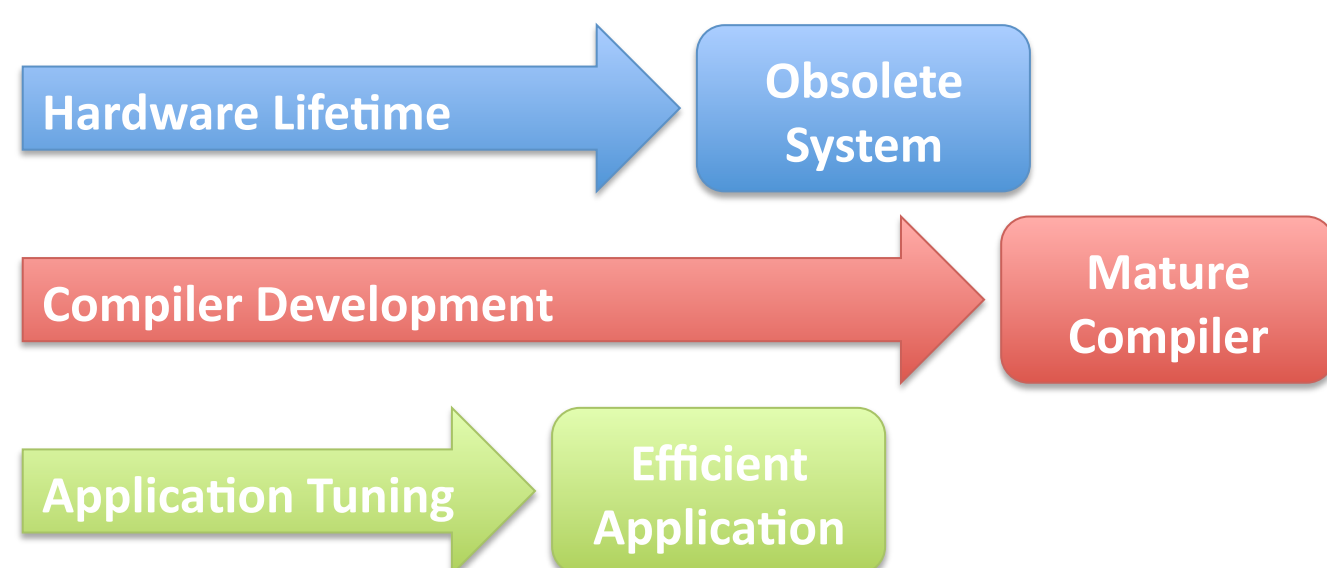 Hardware Lifetime
Obsolete
System
Compiler Development
Mature
Compiler
Application Tuning
Efficient
Application